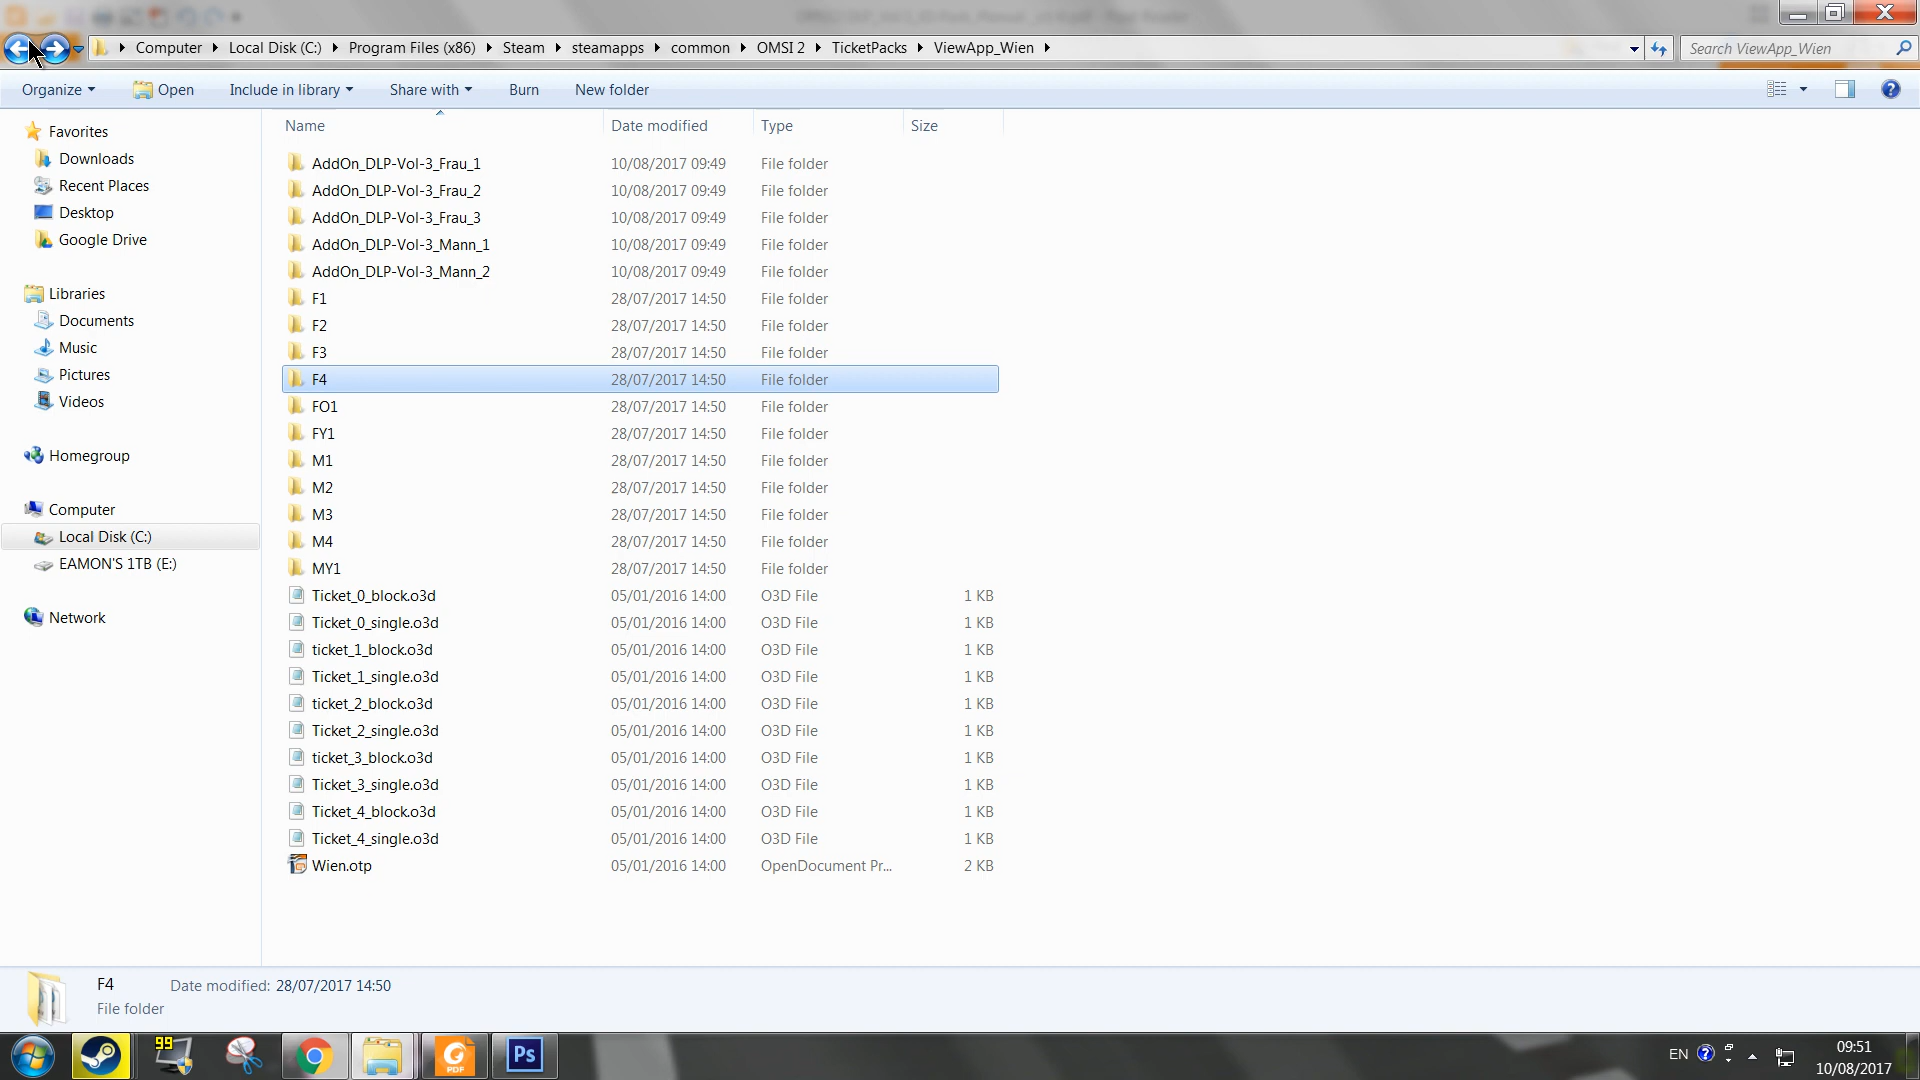 Computer Local Disk (C:) Program Files (x86) Steam steamapps common OMSI 2 TicketPacks ViewApp_Wien Search ViewApp_Wien
Organize Open Include in library Share with Burn New folder
Name Date modified Type Size
Favorites
Downloads
Recent Places
Desktop
Google Drive
Libraries
Documents
Music
Pictures
Videos
Homegroup
Computer
Local Disk (C:)
EAMON'S 1TB (E:)
Network
AddOn_DLP-Vol-3_Frau_1 10/08/2017 09:49 File folder
AddOn_DLP-Vol-3_Frau_2 10/08/2017 09:49 File folder
AddOn_DLP-Vol-3_Frau_3 10/08/2017 09:49 File folder
AddOn_DLP-Vol-3_Mann_1 10/08/2017 09:49 File folder
AddOn_DLP-Vol-3_Mann_2 10/08/2017 09:49 File folder
F1 28/07/2017 14:50 File folder
F2 28/07/2017 14:50 File folder
F3 28/07/2017 14:50 File folder
F4 28/07/2017 14:50 File folder
FO1 28/07/2017 14:50 File folder
FY1 28/07/2017 14:50 File folder
M1 28/07/2017 14:50 File folder
M2 28/07/2017 14:50 File folder
M3 28/07/2017 14:50 File folder
M4 28/07/2017 14:50 File folder
MY1 28/07/2017 14:50 File folder
Ticket_0_block.o3d 05/01/2016 14:00 O3D File 1 KB
Ticket_0_single.o3d 05/01/2016 14:00 O3D File 1 KB
ticket_1_block.o3d 05/01/2016 14:00 O3D File 1 KB
Ticket_1_single.o3d 05/01/2016 14:00 O3D File 1 KB
ticket_2_block.o3d 05/01/2016 14:00 O3D File 1 KB
Ticket_2_single.o3d 05/01/2016 14:00 O3D File 1 KB
ticket_3_block.o3d 05/01/2016 14:00 O3D File 1 KB
Ticket_3_single.o3d 05/01/2016 14:00 O3D File 1 KB
Ticket_4_block.o3d 05/01/2016 14:00 O3D File 1 KB
Ticket_4_single.o3d 05/01/2016 14:00 O3D File 1 KB
Wien.otp 05/01/2016 14:00 OpenDocument Pr... 2 KB
F4 Date modified: 28/07/2017 14:50
File folder
99
PDF
Ps
EN
09:51
10/08/2017